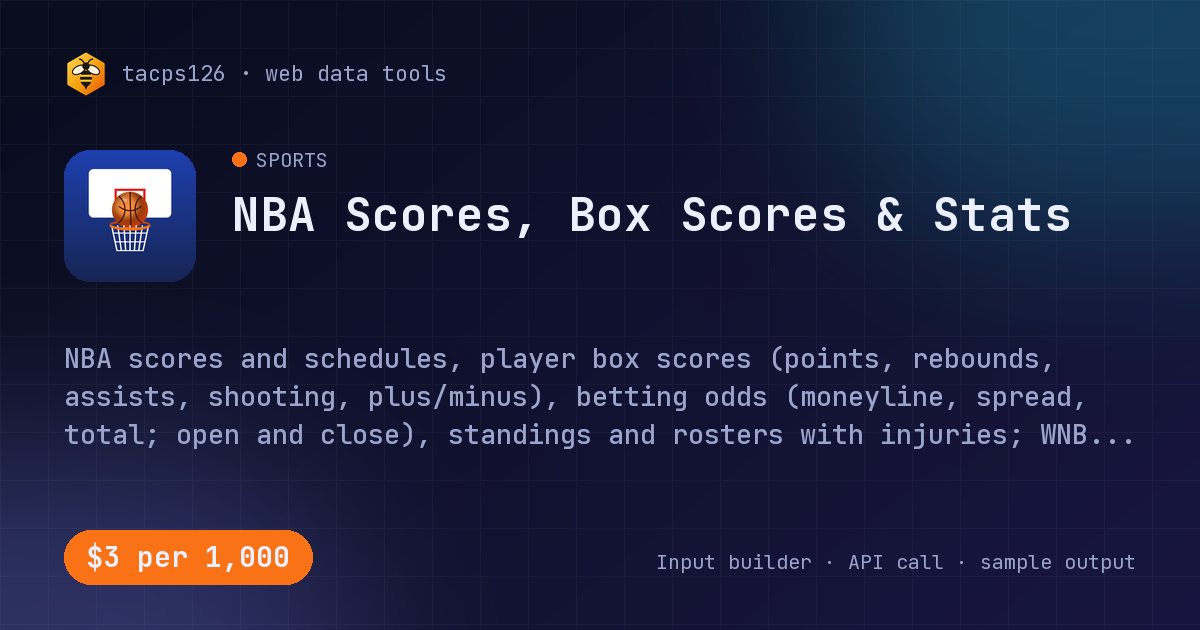 tacps126 · web data tools
SPORTS
NBA Scores, Box Scores & Stats
NBA scores and schedules, player box scores (points, rebounds,
assists, shooting, plus/minus), betting odds (moneyline, spread,
total; open and close), standings and rosters with injuries; WNB...
$3 per 1,000
Input builder · API call · sample output